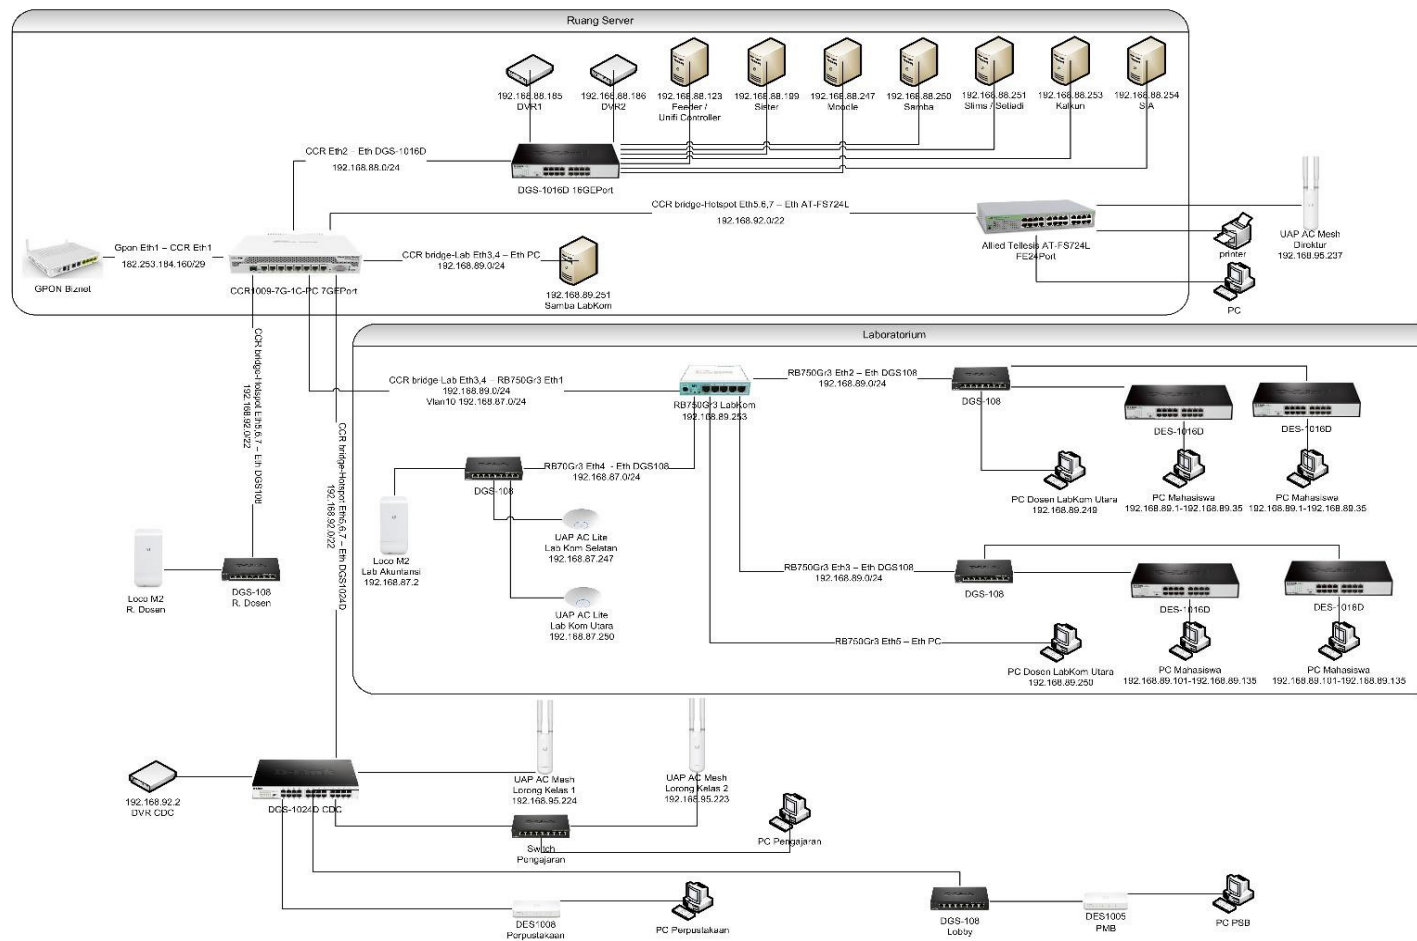 Ruang Server
192.168.88.185
DVR1
192.168.88.186
DVR2
192.168.88.123
Feeder /
Unifi Controller
192.168.88.199
Sister
192.168.88.247
Moodle
192.168.88.250
Samba
192.168.88.251
Slims / Setiadi
192.168.88.253
Kalkun
192.168.88.254
SIA
CCR Eth2 – Eth DGS-1016D
192.168.88.0/24
DGS-1016D 16GEPort
CCR bridge-Hotspot Eth5,6,7 – Eth AT-FS724L
192.168.92.0/22
Allied Tellesis AT-FS724L
FE24Port
UAP AC Mesh
Direktur
192.168.95.237
printer
PC
Gpon Eth1 – CCR Eth1
182.253.184.160/29
GPON Biznet
CCR1009-7G-1C-PC 7GEPort
CCR bridge-Lab Eth3,4 – Eth PC
192.168.89.0/24
192.168.89.251
Samba LabKom
Laboratorium
CCR bridge-Hotspot Eth5,6,7 – Eth DGS108
192.168.92.0/22
CCR bridge-Hotspot Eth5,6,7 – Eth DGS1024D
192.168.92.0/22
CCR bridge-Lab Eth3,4 – RB750Gr3 Eth1
192.168.89.0/24
Vlan10 192.168.87.0/24
RB750Gr3 LabKom
192.168.89.253
RB750Gr3 Eth2 – Eth DGS108
192.168.89.0/24
DGS-108
DES-1016D
DES-1016D
PC Dosen LabKom Utara
192.168.89.249
PC Mahasiswa
192.168.89.1-192.168.89.35
PC Mahasiswa
192.168.89.1-192.168.89.35
RB70Gr3 Eth4 - Eth DGS108
192.168.87.0/24
DGS-108
Loco M2
Lab Akuntansi
192.168.87.2
UAP AC Lite
Lab Kom Selatan
192.168.87.247
UAP AC Lite
Lab Kom Utara
192.168.87.250
RB750Gr3 Eth3 – Eth DGS108
192.168.89.0/24
DGS-108
DES-1016D
DES-1016D
RB750Gr3 Eth5 – Eth PC
PC Dosen LabKom Utara
192.168.89.250
PC Mahasiswa
192.168.89.101-192.168.89.135
PC Mahasiswa
192.168.89.101-192.168.89.135
Loco M2
R. Dosen
DGS-108
R. Dosen
192.168.92.2
DVR CDC
DGS-1024D CDC
UAP AC Mesh
Lorong Kelas 1
192.168.95.224
UAP AC Mesh
Lorong Kelas 2
192.168.95.223
Switch
Pengajaran
PC Pengajaran
DES1008
Perpustakaan
PC Perpustakaan
DGS-108
Lobby
DES1005
PMB
PC PSB